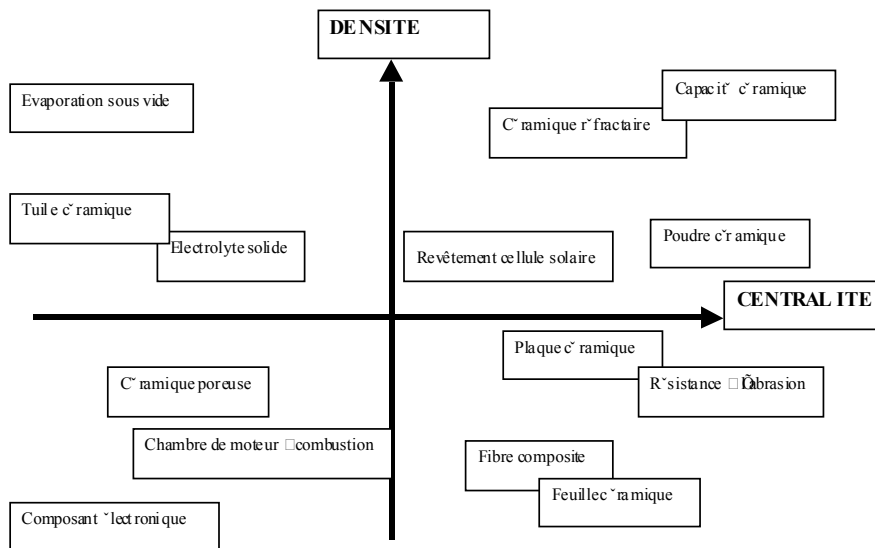 DENSITE
Evaporation sous vide
Capacitˇ cˇramique
Cˇramique rˇfractaire
Tuile cˇramique
Electrolyte solide
Revêtement cellule solaire
Poudre cˇramique
CENTRALITE
Plaque cˇramique
Cˇramique poreuse
Rˇsistance □ lÕabrasion
Chambre de moteur □combustion
Fibre composite
Feuille cˇramique
Composant ˇlectronique